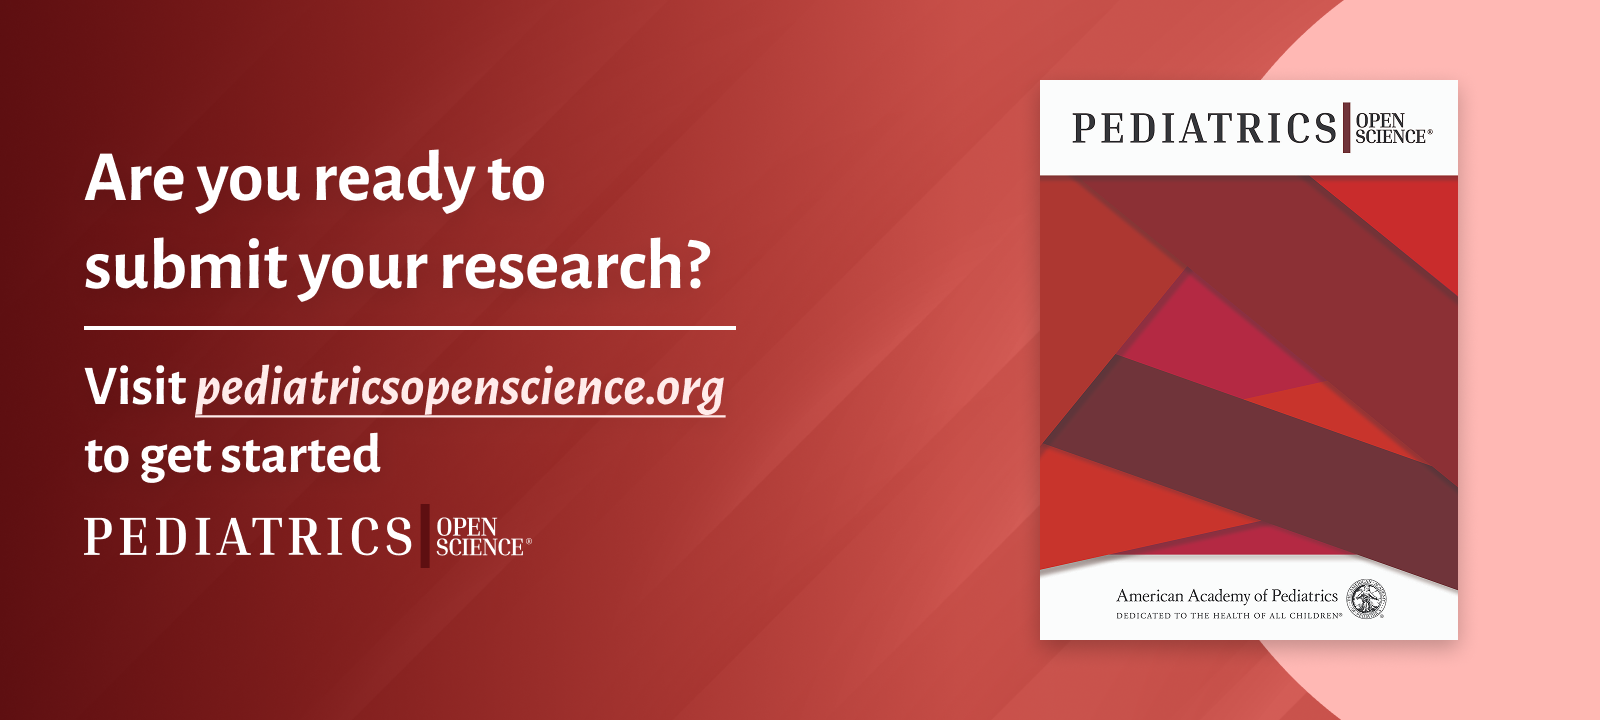 Are you ready to
submit your research?
Visit pediatricsopenscience.org
to get started
PEDIATRICS OPEN SCIENCE®
PEDIATRICS OPEN SCIENCE®
American Academy of Pediatrics
DEDICATED TO THE HEALTH OF ALL CHILDREN®